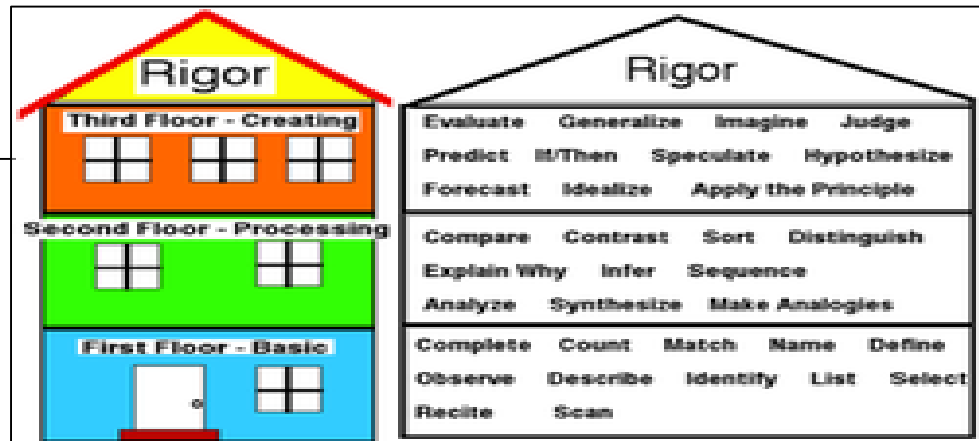 Rigor
Third Floor - Creating
Second Floor - Processing
First Floor - Basic
Rigor
Evaluate Generalize Imagine Judge
Predict If/Then Speculate Hypothesize
Forecast Idealize Apply the Principle
Compare Contrast Sort Distinguish
Explain Why Infer Sequence
Analyze Synthesize Make Analogies
Complete Count Match Name Define
Observe Describe Identify List Select
Recite Scan